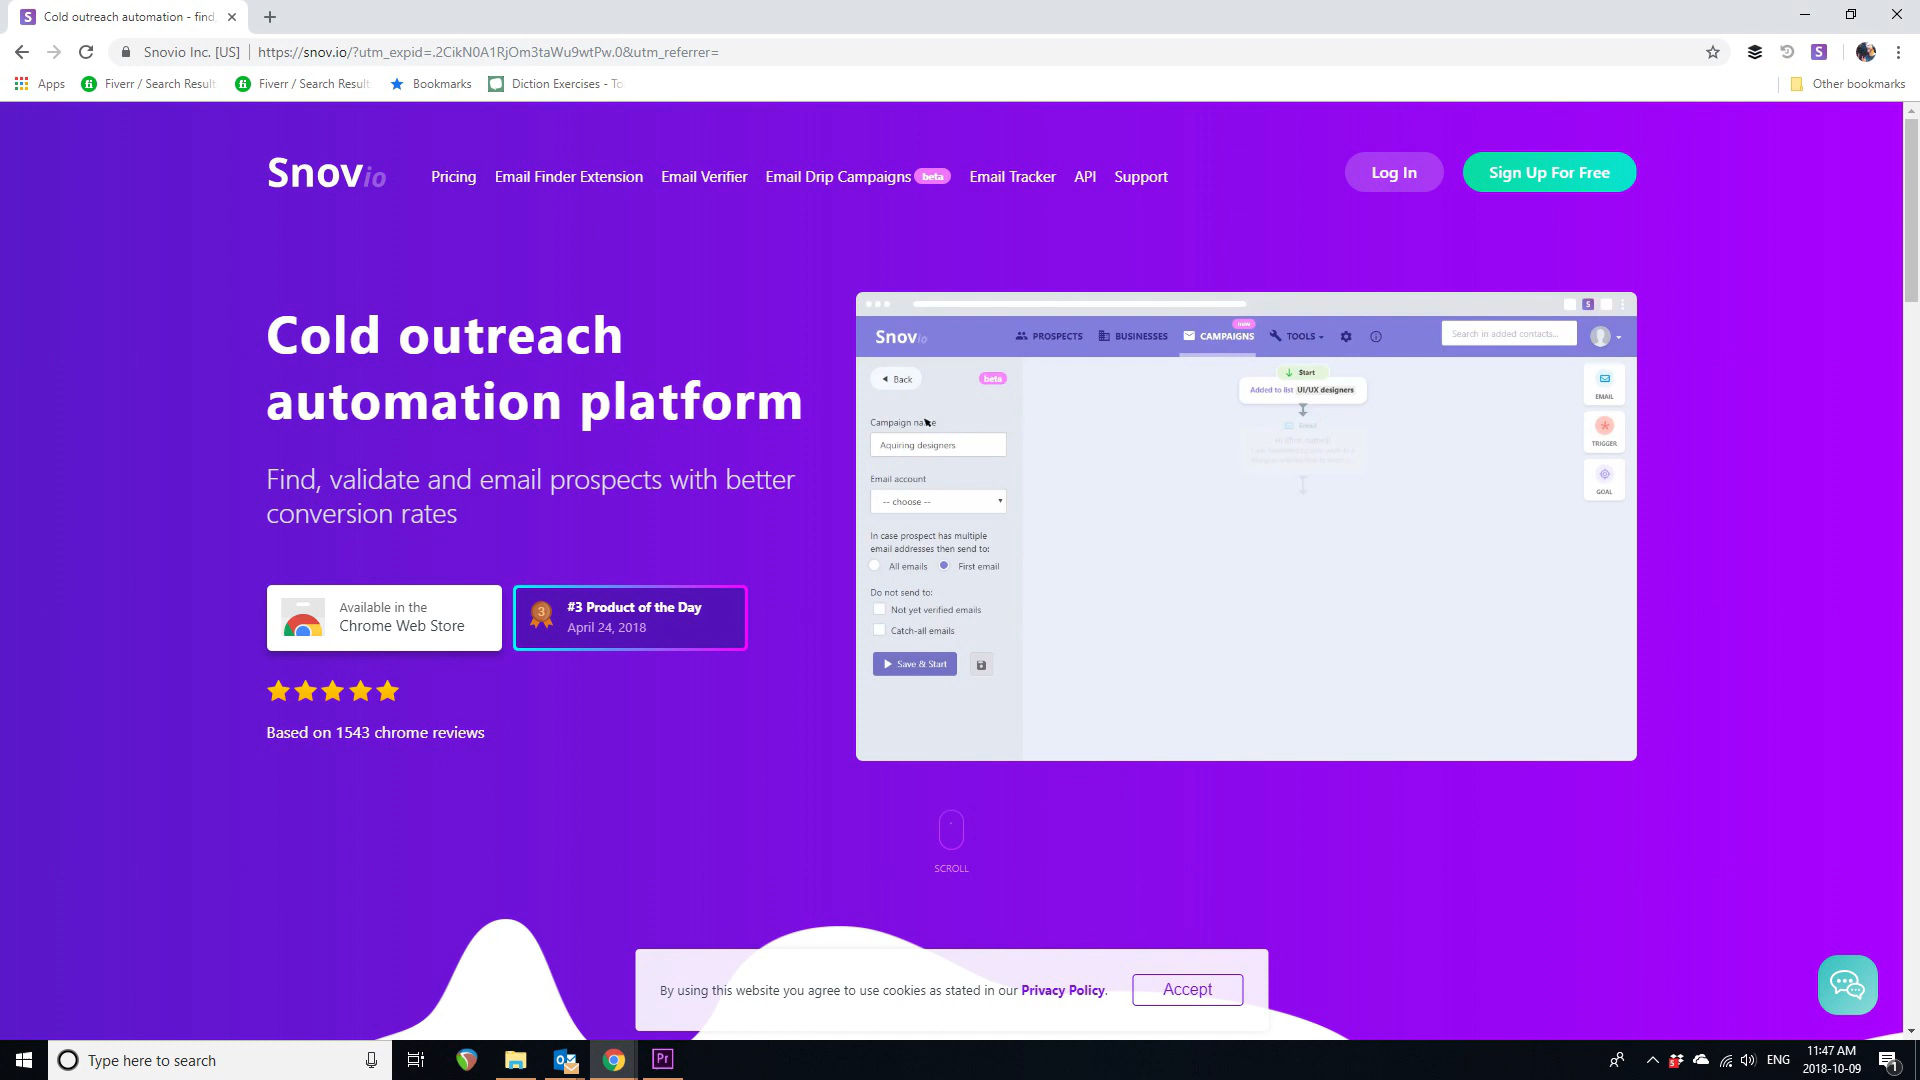 Cold outreach automation - find
Snovio Inc. [US]
https://snov.io/?utm_expid=.2CikN0A1RjOm3taWu9wtPw.0&utm_referrer=
Apps
Fiverr / Search Result
Fiverr / Search Result
Bookmarks
Diction Exercises - To
Other bookmarks
Snovio
Pricing
Email Finder Extension
Email Verifier
Email Drip Campaigns beta
Email Tracker
API
Support
Log In
Sign Up For Free
Cold outreach
automation platform
Find, validate and email prospects with better
conversion rates
Available in the
Chrome Web Store
3
#3 Product of the Day
April 24, 2018
Based on 1543 chrome reviews
Snovio
PROSPECTS
BUSINESSES
CAMPAIGNS
new
TOOLS
Search in added contacts...
Back
beta
Campaign name
Aquiring designers
Email account
-- choose --
In case prospect has multiple
email addresses then send to:
All emails
First email
Do not send to:
Not yet verified emails
Catch-all emails
Save & Start
Start
Added to list UI/UX designers
Email
EMAIL
TRIGGER
GOAL
SCROLL
By using this website you agree to use cookies as stated in our Privacy Policy.
Accept
Type here to search
Pr
ENG
11:47 AM
2018-10-09
1